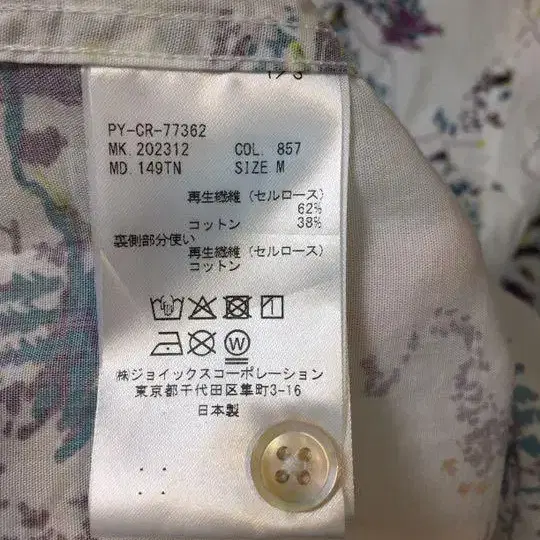 PY-CR-77362
MK. 202312 COL. 857
MD. 149TN SIZE M
再生繊維 (セルロース)
62%
コットン 38%
裏側部分使い
再生繊維 (セルロース)
コットン
W
㈱ジョイックスコーポレーション
東京都千代田区隼町3-16
日本製